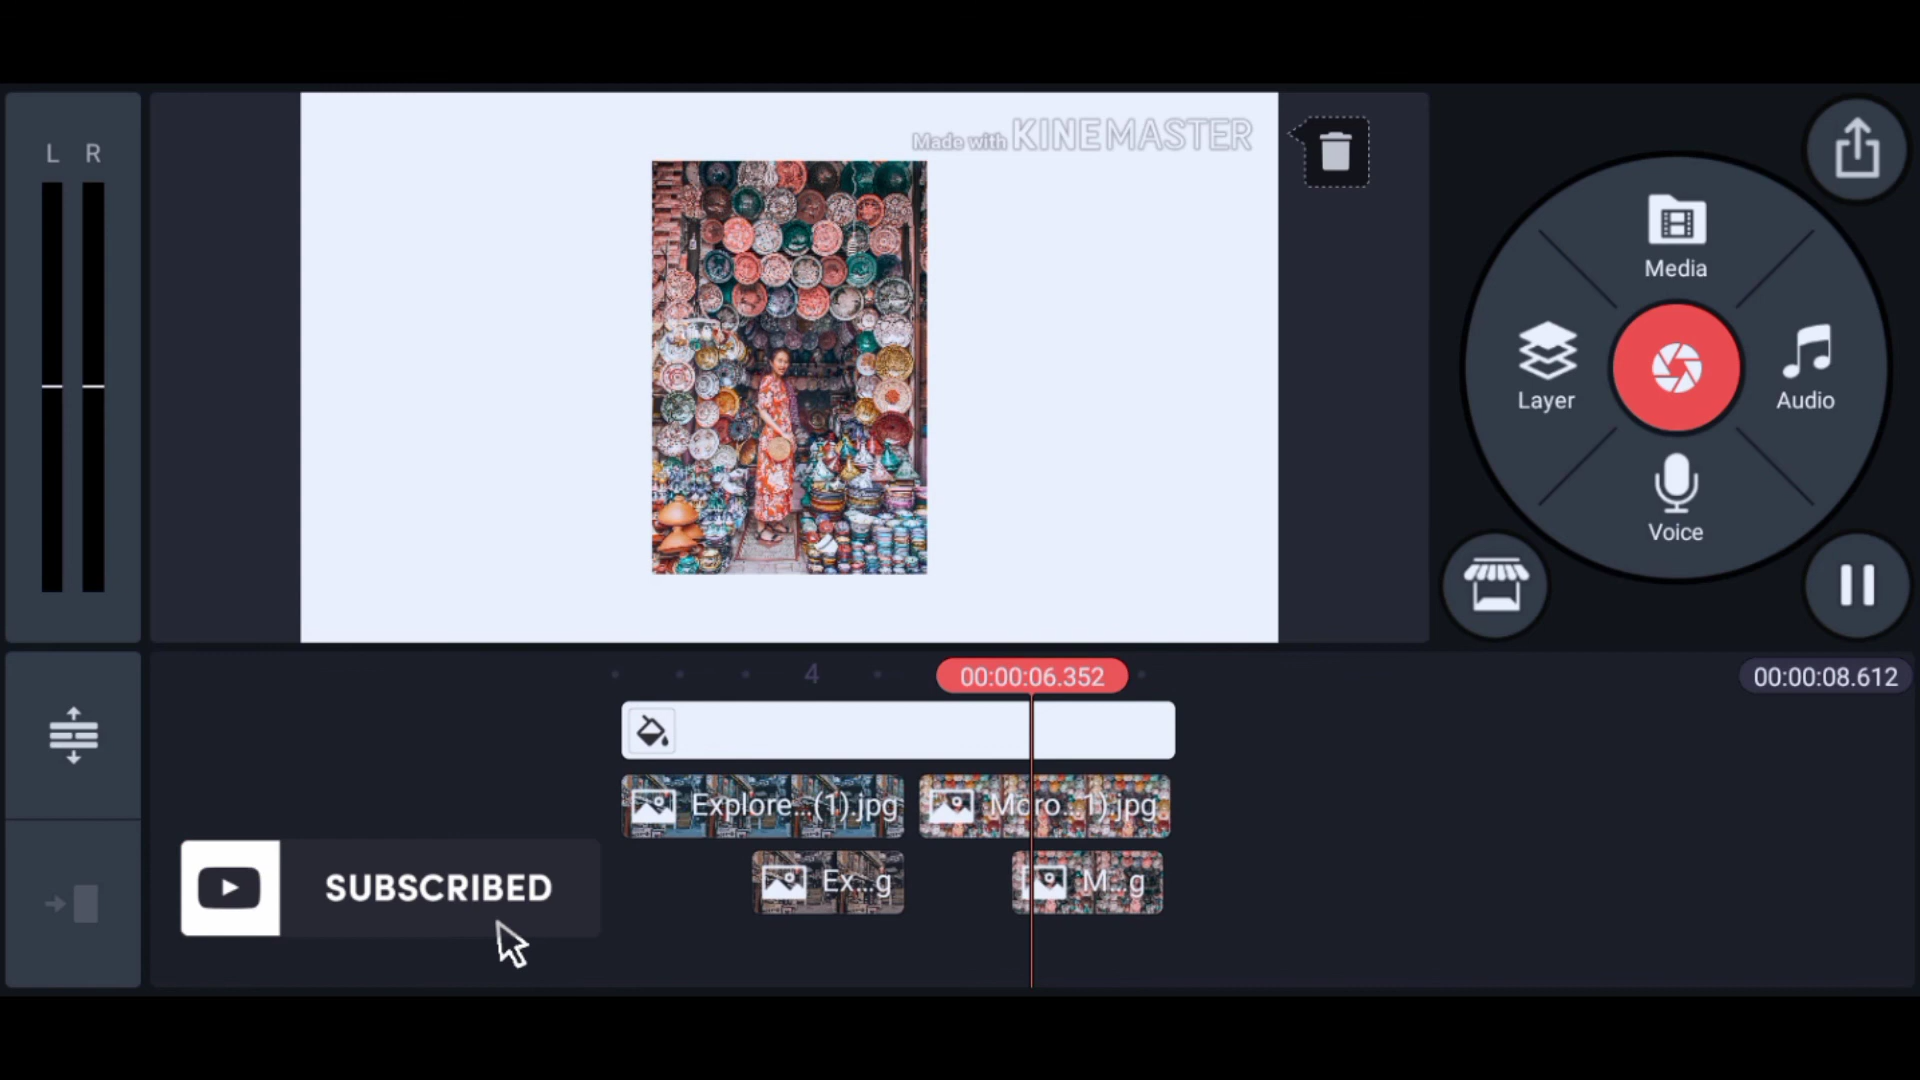 L R
Made with KINEMASTER
Media
Layer
Audio
Voice
4
00:00:06.352
00:00:08.612
Explore...(1).jpg
Moro...1).jpg
Ex...g
M...g
SUBSCRIBED